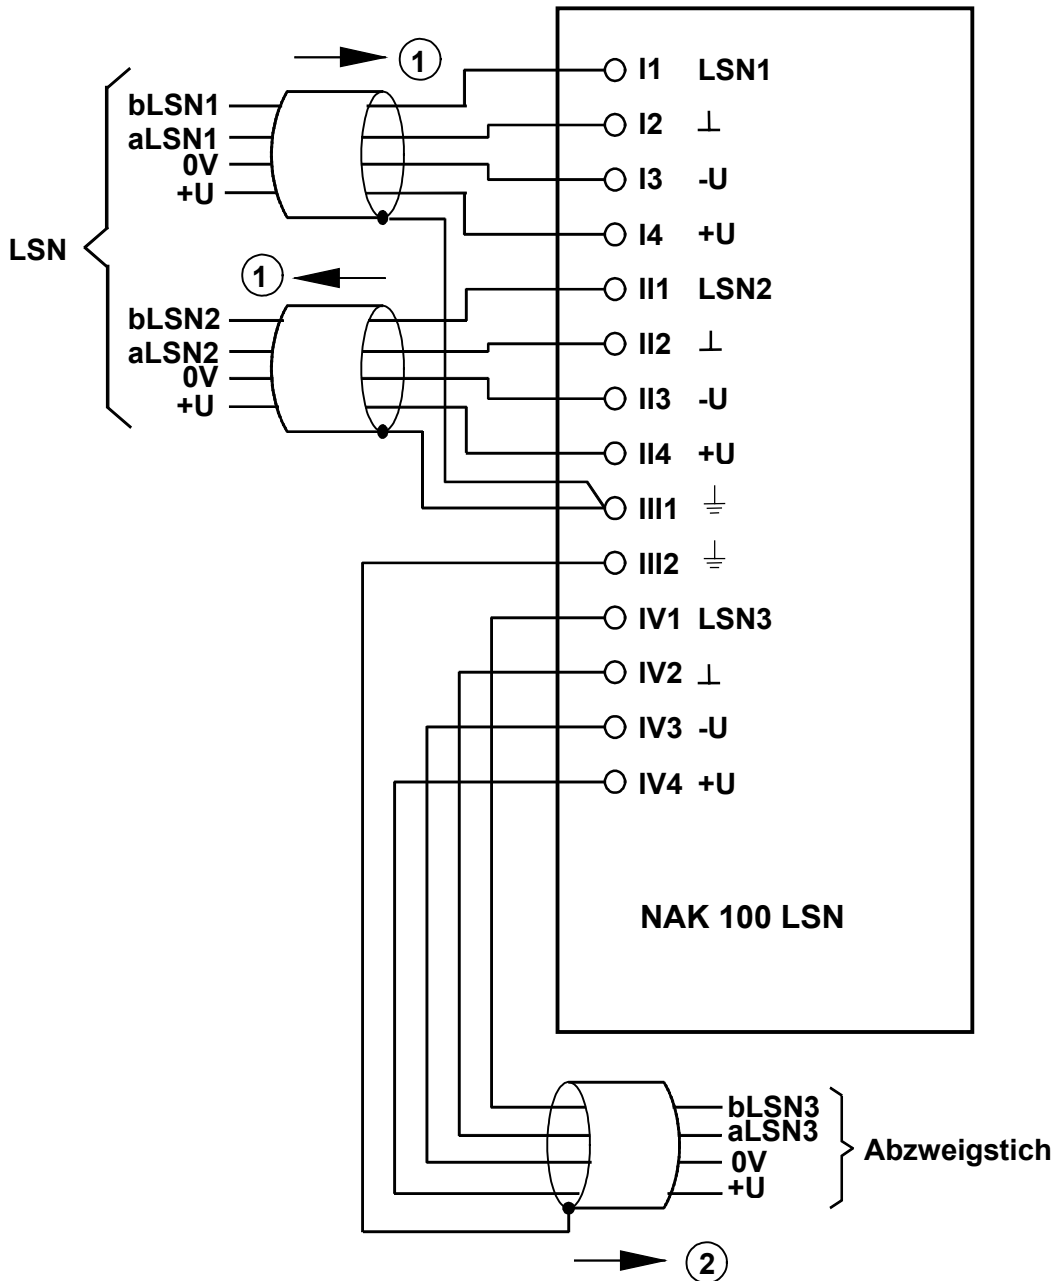 1
bLSN1
aLSN1
0V
+U
LSN
1
bLSN2
aLSN2
0V
+U
I1 LSN1
I2 ⊥
I3 -U
I4 +U
II1 LSN2
II2 ⊥
II3 -U
II4 +U
III1 ⏚
III2 ⏚
IV1 LSN3
IV2 ⊥
IV3 -U
IV4 +U
NAK 100 LSN
bLSN3
aLSN3
0V
+U
Abzweigstich
2